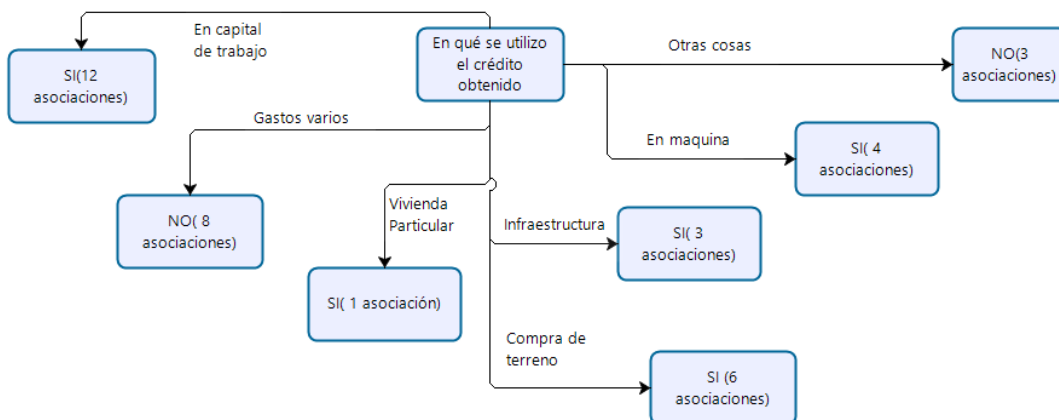 En capital
de trabajo
En qué se utilizo
el crédito
obtenido
Otras cosas
NO(3
asociaciones)
SI(12
asociaciones)
Gastos varios
En maquina
SI( 4
asociaciones)
NO( 8
asociaciones)
Vivienda
Particular
Infraestructura
SI( 3
asociaciones)
SI( 1 asociación)
Compra de
terreno
SI (6
asociaciones)